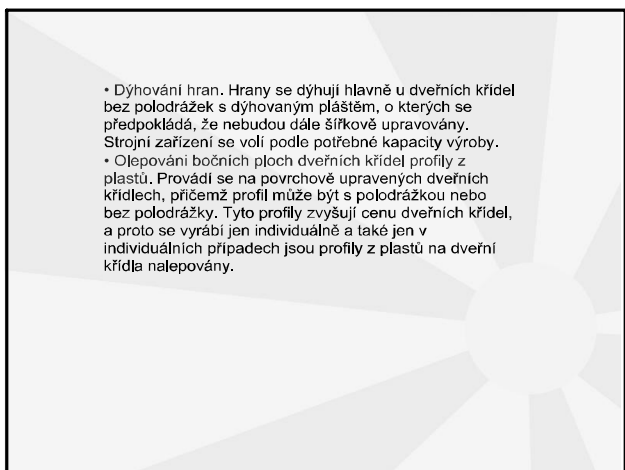 • Dýhování hran. Hrany se dýhují hlavně u dveřních křídel
bez polodrážek s dýhovaným pláštěm, o kterých se
předpokládá, že nebudou dále šířkově upravovány.
Strojní zařízení se volí podle potřebné kapacity výroby.
• Olepováni bočních ploch dveřních křídel profily z
plastů. Provádí se na povrchově upravených dveřních
křídlech, přičemž profil může být s polodrážkou nebo
bez polodrážky. Tyto profily zvyšují cenu dveřních křídel,
a proto se vyrábí jen individuálně a také jen v
individuálních případech jsou profily z plastů na dveřní
křídla nalepovány.